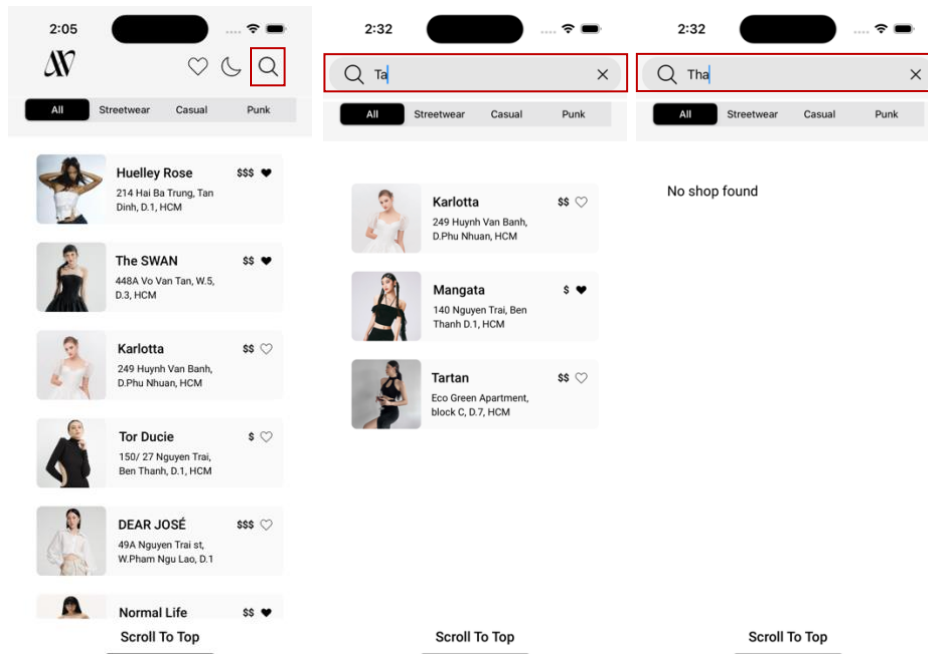 2:05
All Streetwear Casual Punk
Huelley Rose $$$
214 Hai Ba Trung, Tan
Dinh, D.1, HCM
The SWAN $$
448A Vo Van Tan, W.5,
D.3, HCM
Karlotta $$
249 Huynh Van Banh,
D.Phu Nhuan, HCM
Tor Ducie $
150/ 27 Nguyen Trai,
Ben Thanh, D.1, HCM
DEAR JOSÉ $$$
49A Nguyen Trai st,
W.Pham Ngu Lao, D.1
Normal Life $$
Scroll To Top
2:32
Ta
All Streetwear Casual Punk
Karlotta $$
249 Huynh Van Banh,
D.Phu Nhuan, HCM
Mangata $
140 Nguyen Trai, Ben
Thanh D.1, HCM
Tartan $$
Eco Green Apartment,
block C, D.7, HCM
Scroll To Top
2:32
Tha
All Streetwear Casual Punk
No shop found
Scroll To Top